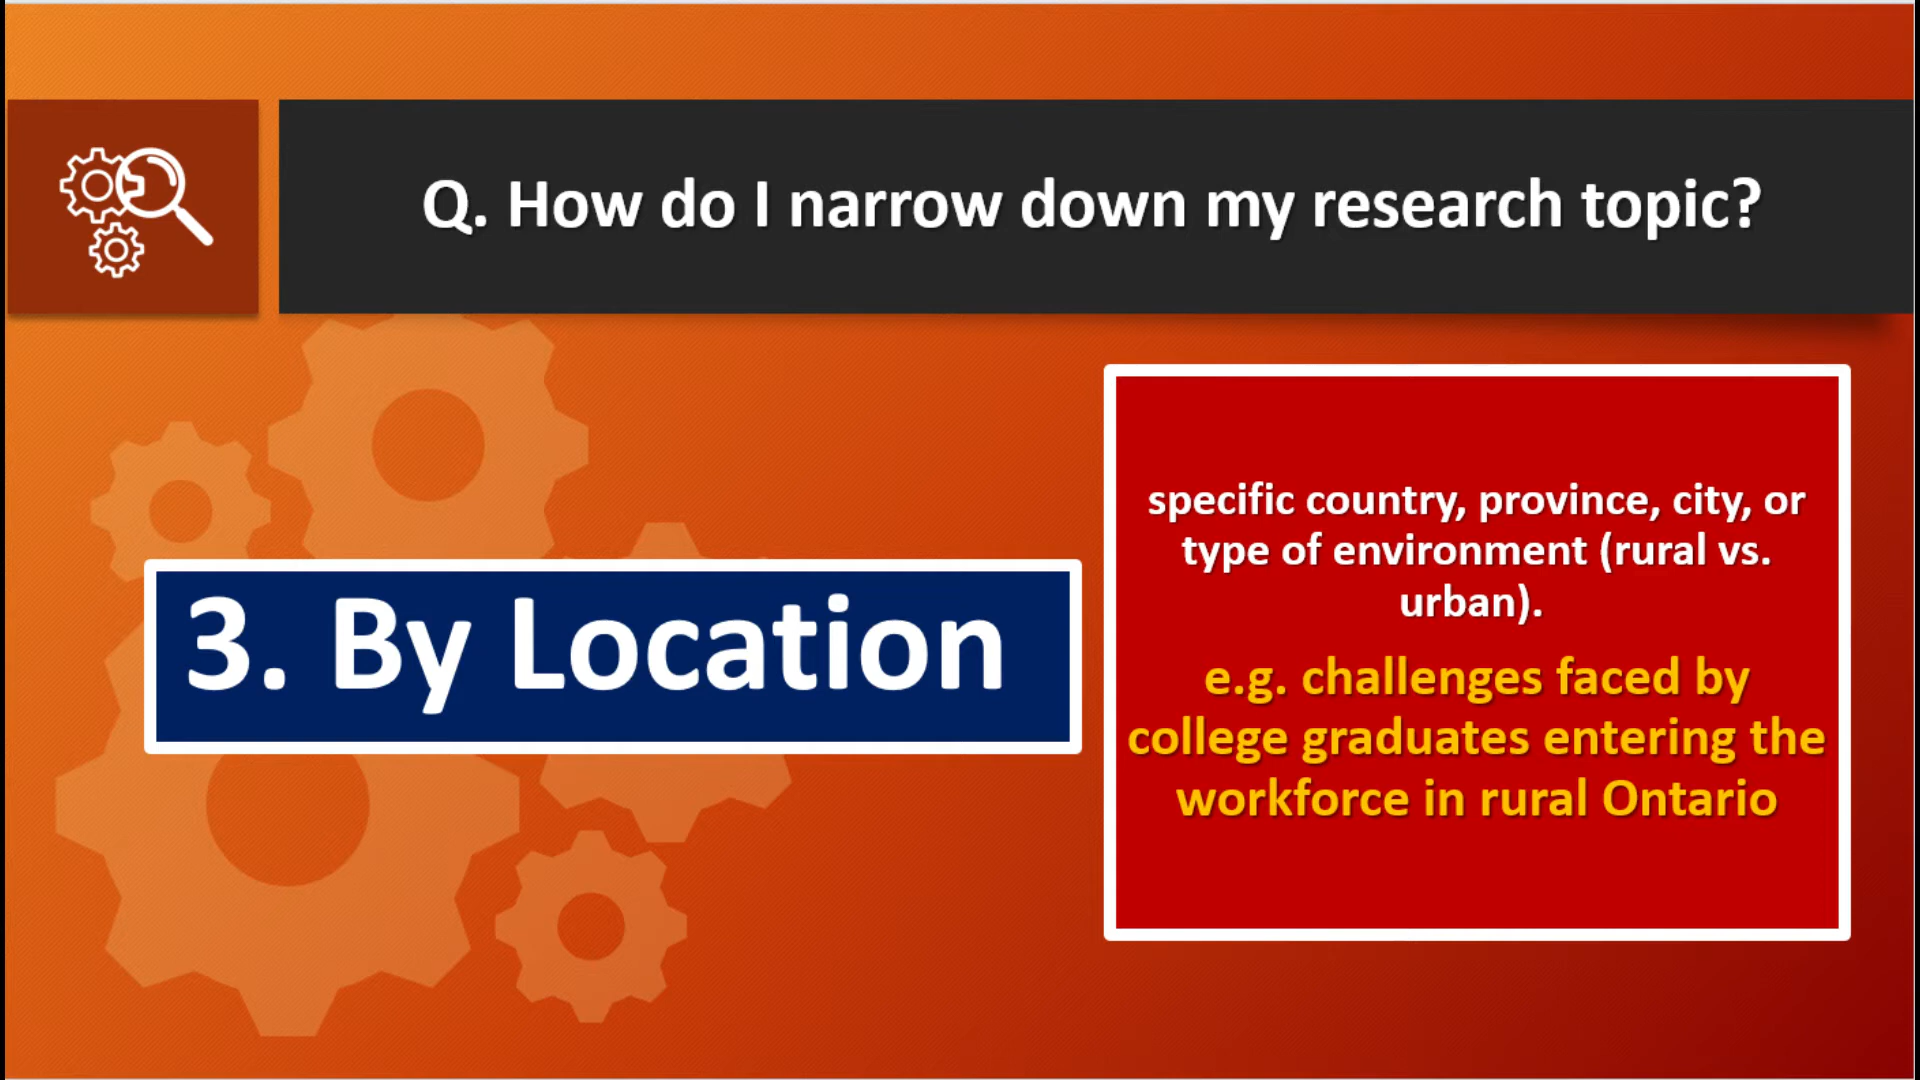 Q. How do I narrow down my research topic?
3. By Location
specific country, province, city, or
type of environment (rural vs.
urban).
e.g. challenges faced by
college graduates entering the
workforce in rural Ontario